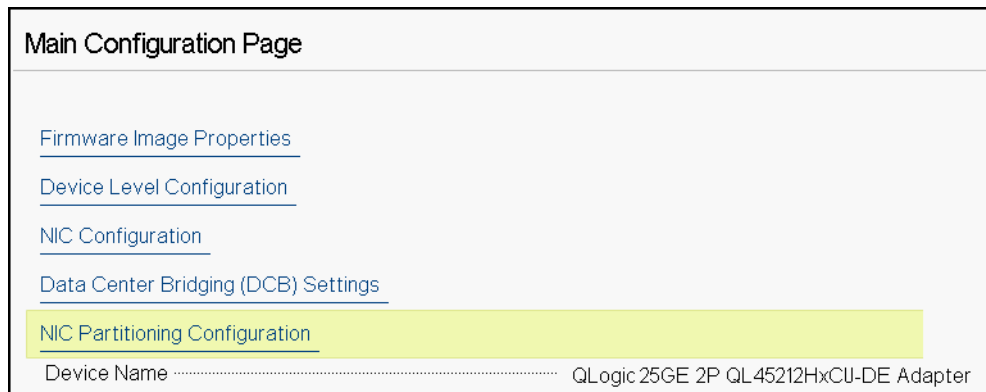 Main Configuration Page
Firmware Image Properties
Device Level Configuration
NIC Configuration
Data Center Bridging (DCB) Settings
NIC Partitioning Configuration
Device Name QLogic 25GE 2P QL45212HxCU-DE Adapter